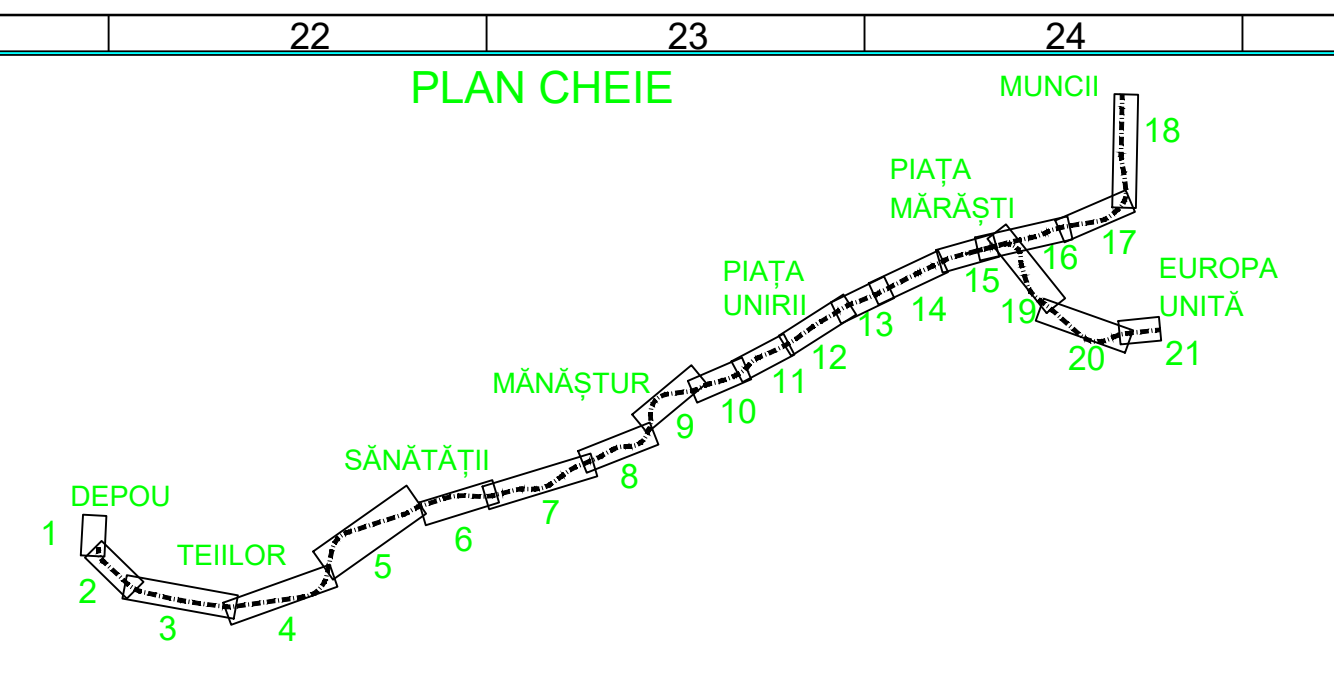 22
23
24
PLAN CHEIE
MUNCII
18
PIAȚA
MĂRĂȘTI
17
16
15
EUROPA
UNITĂ
19
20
21
PIAȚA
UNIRII
14
13
12
11
MĂNĂȘTUR
10
9
8
SĂNĂTĂȚII
7
6
5
DEPOU
1
2
TEIILOR
3
4